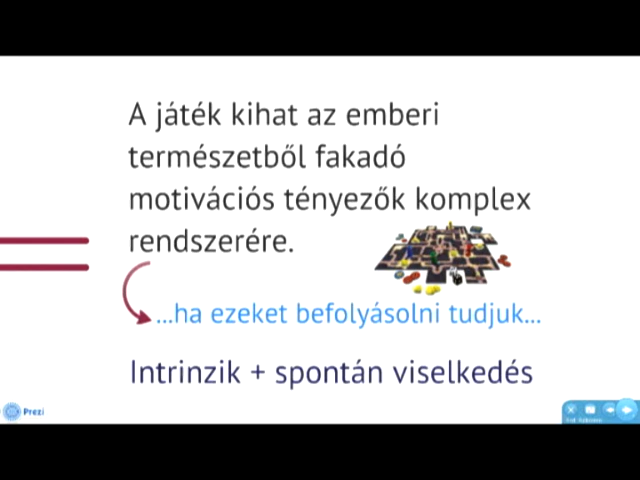 A játék kihat az emberi
természetből fakadó
motivációs tényezők komplex
rendszerére.
...ha ezeket befolyásolni tudjuk...
Intrinzik + spontán viselkedés
Prezi